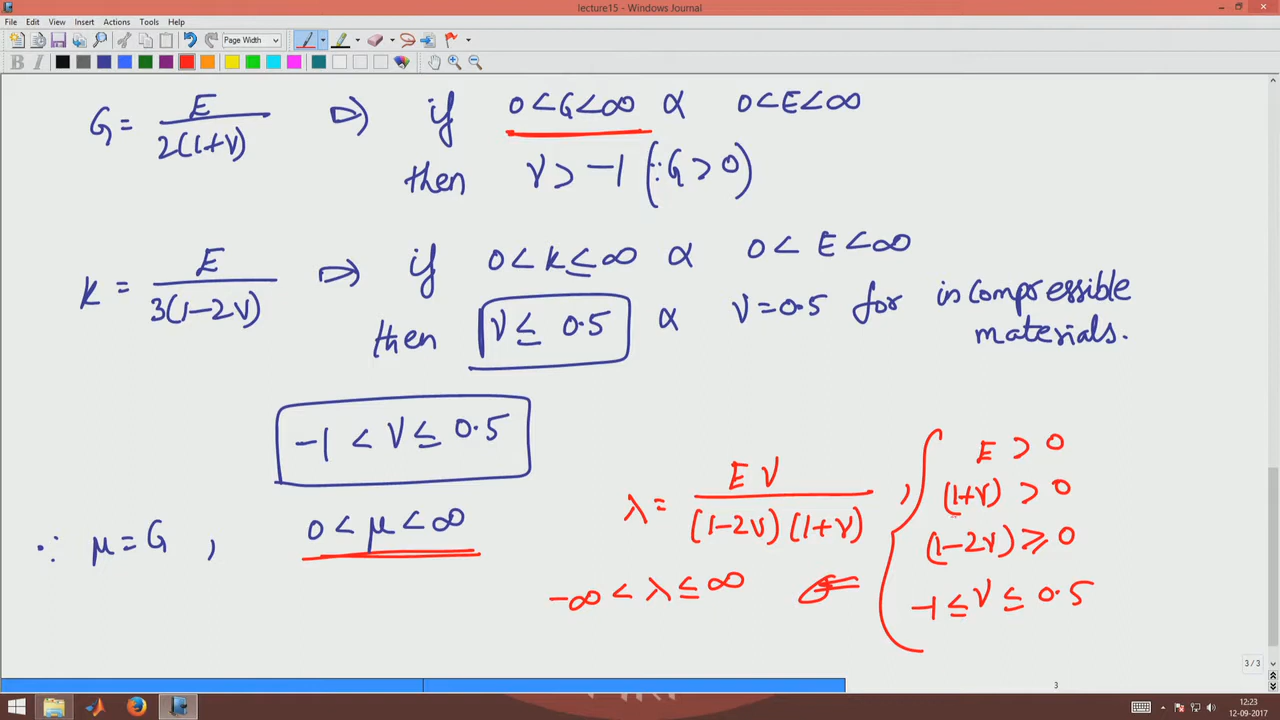 lecture15 - Windows Journal
File Edit View Insert Actions Tools Help
Page Width
B I
G = E / 2(1+ν) ⇒ if 0<G<∞ & 0<E<∞
then ν > −1 (∵ G > 0)
K = E / 3(1−2ν) ⇒ if 0<K≤∞ & 0<E<∞
then ν ≤ 0.5 & ν=0.5 for incompressible
materials.
−1 < ν ≤ 0.5
∵ μ = G , 0 < μ < ∞
λ = E ν / (1−2ν)(1+ν) ,
E > 0
(1+ν) > 0
(1−2ν) ≥ 0
−1 ≤ ν ≤ 0.5
−∞ < λ ≤ ∞ ⇐
3/3
3
12:23
12-09-2017